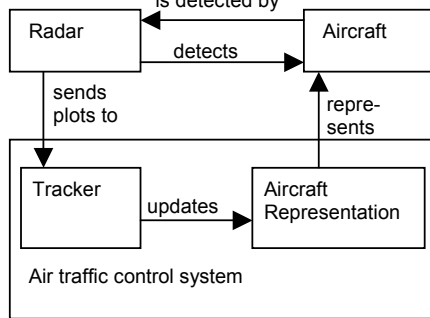 is detected by
Radar
Aircraft
detects
sends
plots to
repre-
sents
Tracker
Aircraft
Representation
updates
Air traffic control system